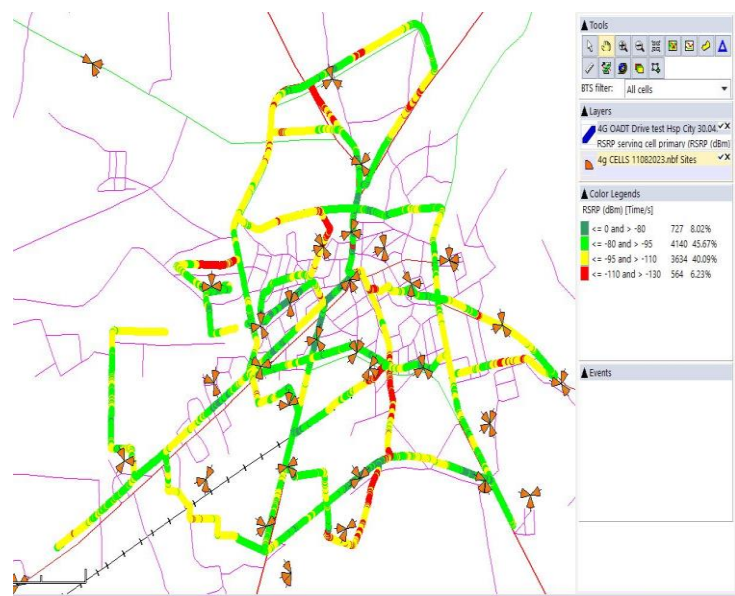 Tools
BTS filter: All cells
Layers
4G OADT Drive test Hsp City 30.04.
RSRP serving cell primary (RSRP (dBm)
4g CELLS 11082023.nbf Sites
Color Legends
RSRP (dBm) [Time/s]
<= 0 and > -80 727 8.02%
<= -80 and > -95 4140 45.67%
<= -95 and > -110 3634 40.09%
<= -110 and > -130 564 6.23%
Events